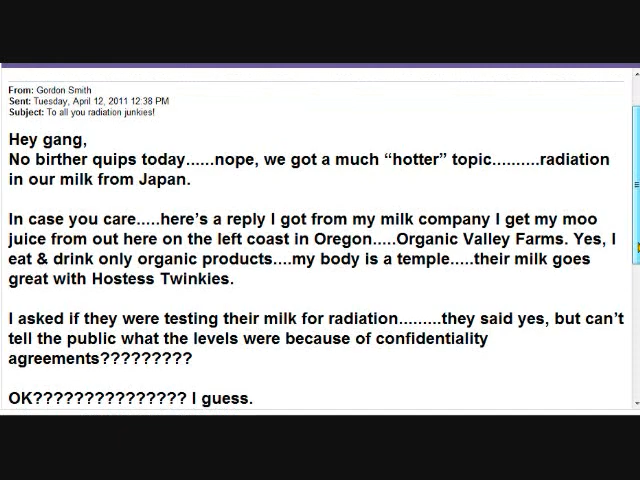 From: Gordon Smith
Sent: Tuesday, April 12, 2011 12:38 PM
Subject: To all you radiation junkies!
Hey gang,
No birther quips today......nope, we got a much “hotter” topic..........radiation
in our milk from Japan.
In case you care.....here’s a reply I got from my milk company I get my moo
juice from out here on the left coast in Oregon.....Organic Valley Farms. Yes, I
eat & drink only organic products....my body is a temple.....their milk goes
great with Hostess Twinkies.
I asked if they were testing their milk for radiation.........they said yes, but can’t
tell the public what the levels were because of confidentiality
agreements?????????
OK??????????????? I guess.